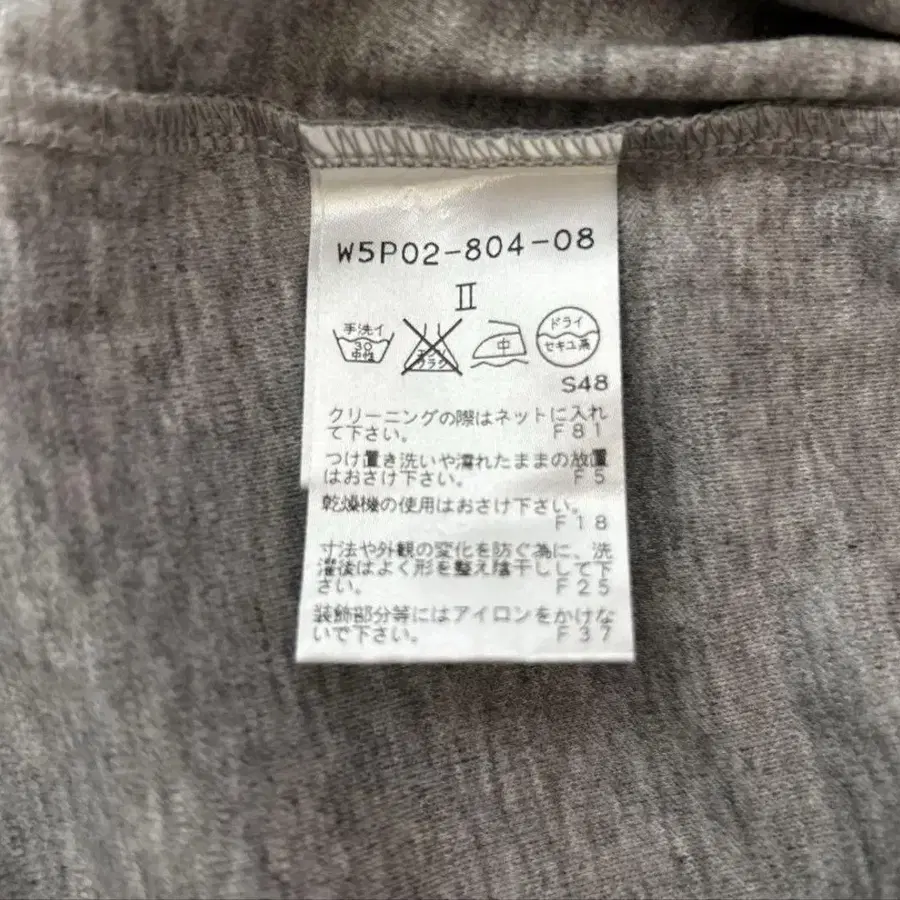 W5P02-804-08
Ⅱ
手洗イ
30
中性
エンソ
サラシ
中
ドライ
セキユ系
S48
クリーニングの際はネットに入れ
て下さい。 F81
つけ置き洗いや濡れたままの放置
はおさけ下さい。 F5
乾燥機の使用はおさけ下さい。
F18
寸法や外観の変化を防ぐ為に、洗
濯後はよく形を整え陰干しして下
さい。 F25
装飾部分等にはアイロンをかけな
いで下さい。 F37